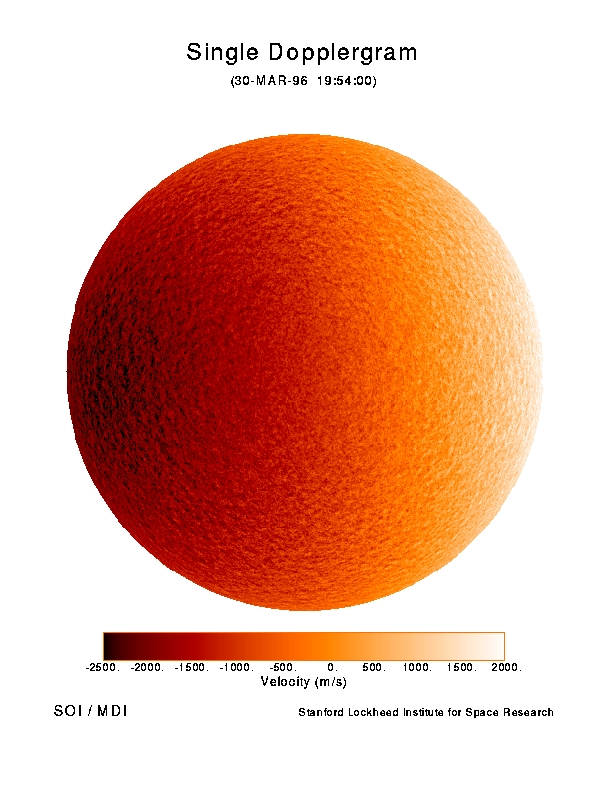 Single Dopplergram
(30-MAR-96 19:54:00)
-2500. -2000. -1500. -1000. -500. 0. 500. 1000. 1500. 2000.
Velocity (m/s)
SOI / MDI Stanford Lockheed Institute for Space Research